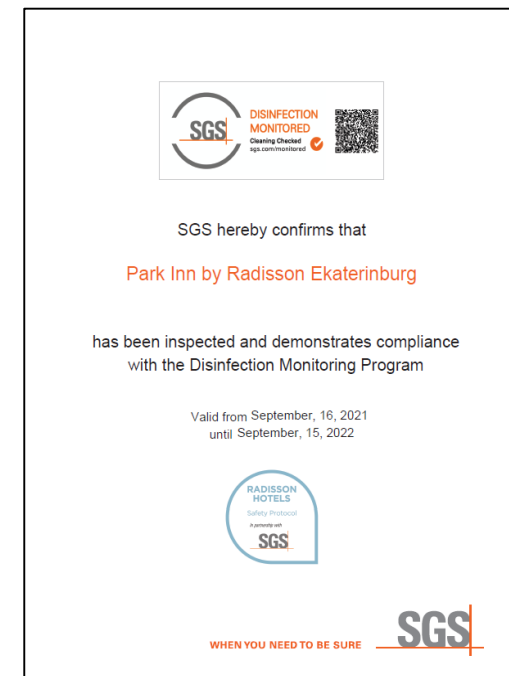 SGS
DISINFECTION
MONITORED
Cleaning Checked
sgs.com/monitored
SGS hereby confirms that
Park Inn by Radisson Ekaterinburg
has been inspected and demonstrates compliance
with the Disinfection Monitoring Program
Valid from September, 16, 2021
until September, 15, 2022
RADISSON
HOTELS
Safety Protocol
In partnership with
SGS
WHEN YOU NEED TO BE SURE
SGS